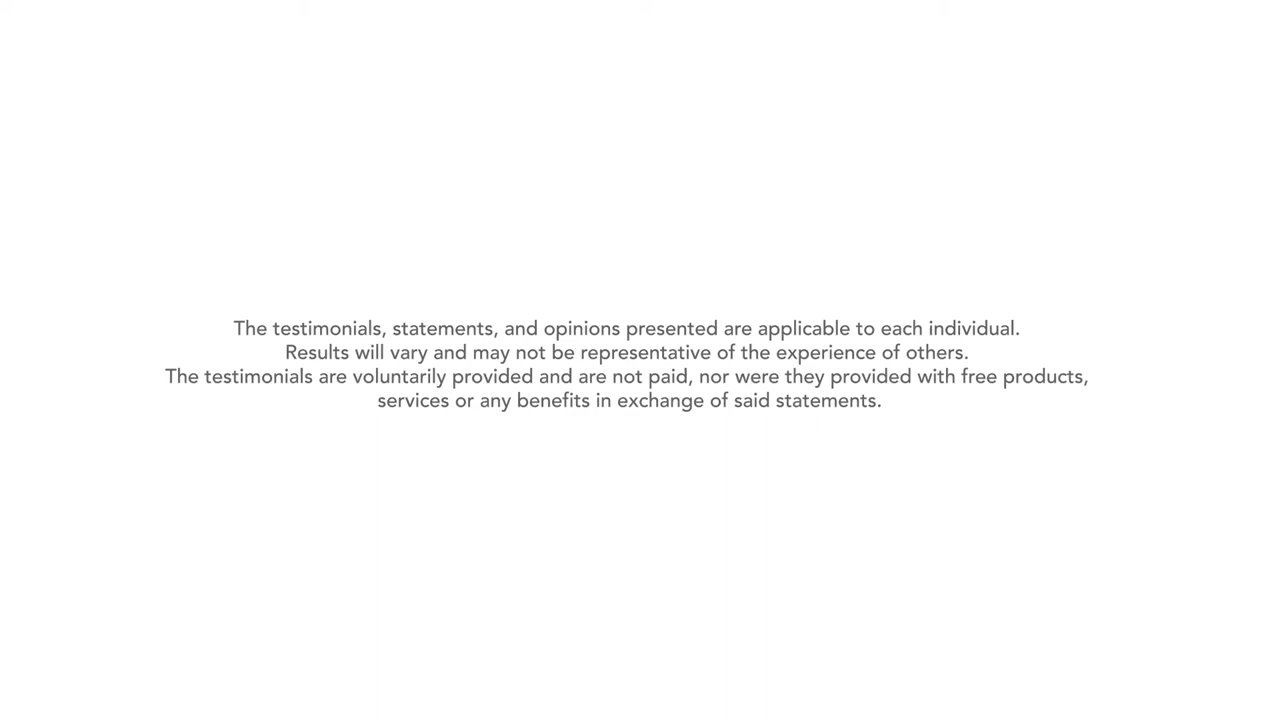 The testimonials, statements, and opinions presented are applicable to each individual.
Results will vary and may not be representative of the experience of others.
The testimonials are voluntarily provided and are not paid, nor were they provided with free products,
services or any benefits in exchange of said statements.